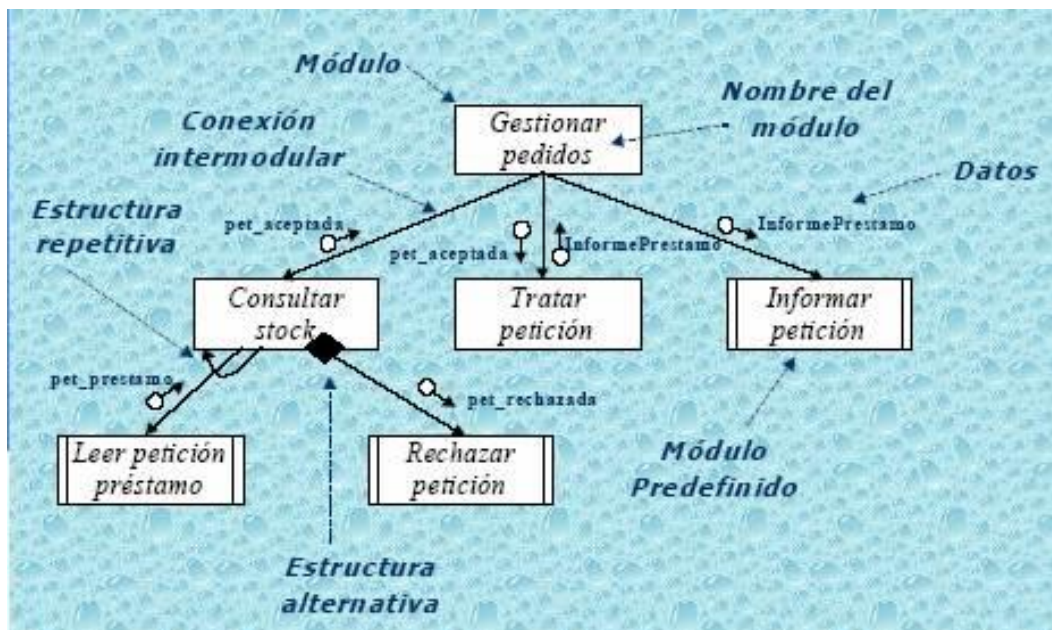 Módulo
Gestionar
pedidos
Nombre del
módulo
Conexión
intermodular
Datos
Estructura
repetitiva
pet_aceptada
pet_aceptada
InformePrestamo
InformePrestamo
Consultar
stock
Tratar
petición
Informar
petición
pet_prestamo
pet_rechazada
Leer petición
préstamo
Rechazar
petición
Módulo
Predefinido
Estructura
alternativa